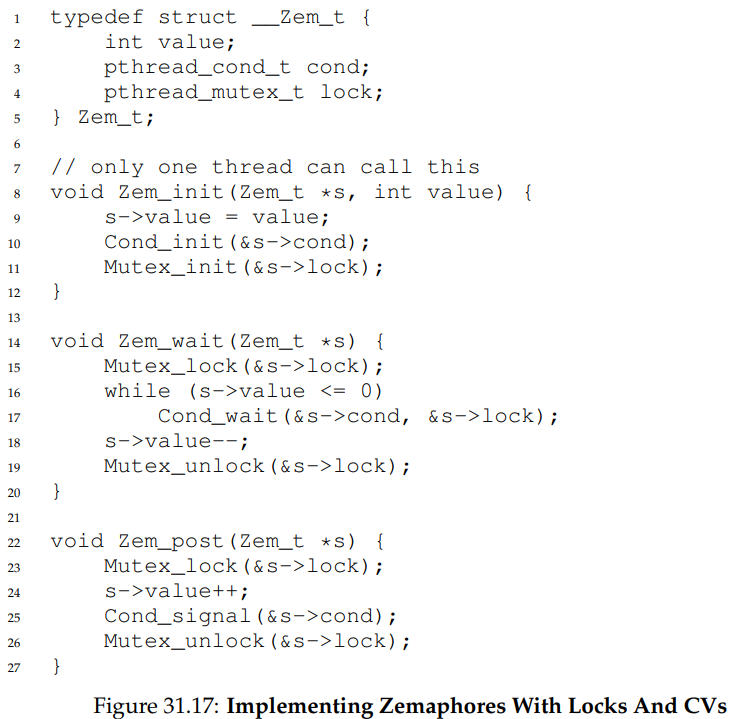 1 typedef struct __Zem_t {
2     int value;
3     pthread_cond_t cond;
4     pthread_mutex_t lock;
5 } Zem_t;
6
7 // only one thread can call this
8 void Zem_init(Zem_t *s, int value) {
9     s->value = value;
10     Cond_init(&s->cond);
11     Mutex_init(&s->lock);
12 }
13
14 void Zem_wait(Zem_t *s) {
15     Mutex_lock(&s->lock);
16     while (s->value <= 0)
17         Cond_wait(&s->cond, &s->lock);
18     s->value--;
19     Mutex_unlock(&s->lock);
20 }
21
22 void Zem_post(Zem_t *s) {
23     Mutex_lock(&s->lock);
24     s->value++;
25     Cond_signal(&s->cond);
26     Mutex_unlock(&s->lock);
27 }
Figure 31.17: Implementing Zemaphores With Locks And CVs